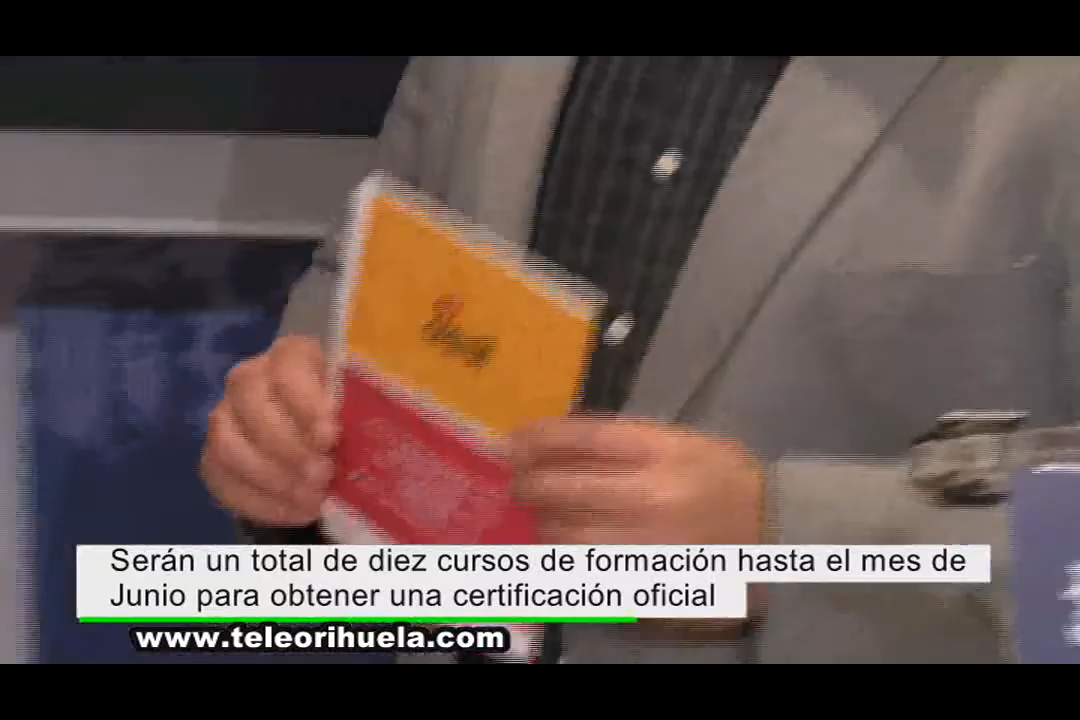 Serán un total de diez cursos de formación hasta el mes de
Junio para obtener una certificación oficial
www.teleorihuela.com